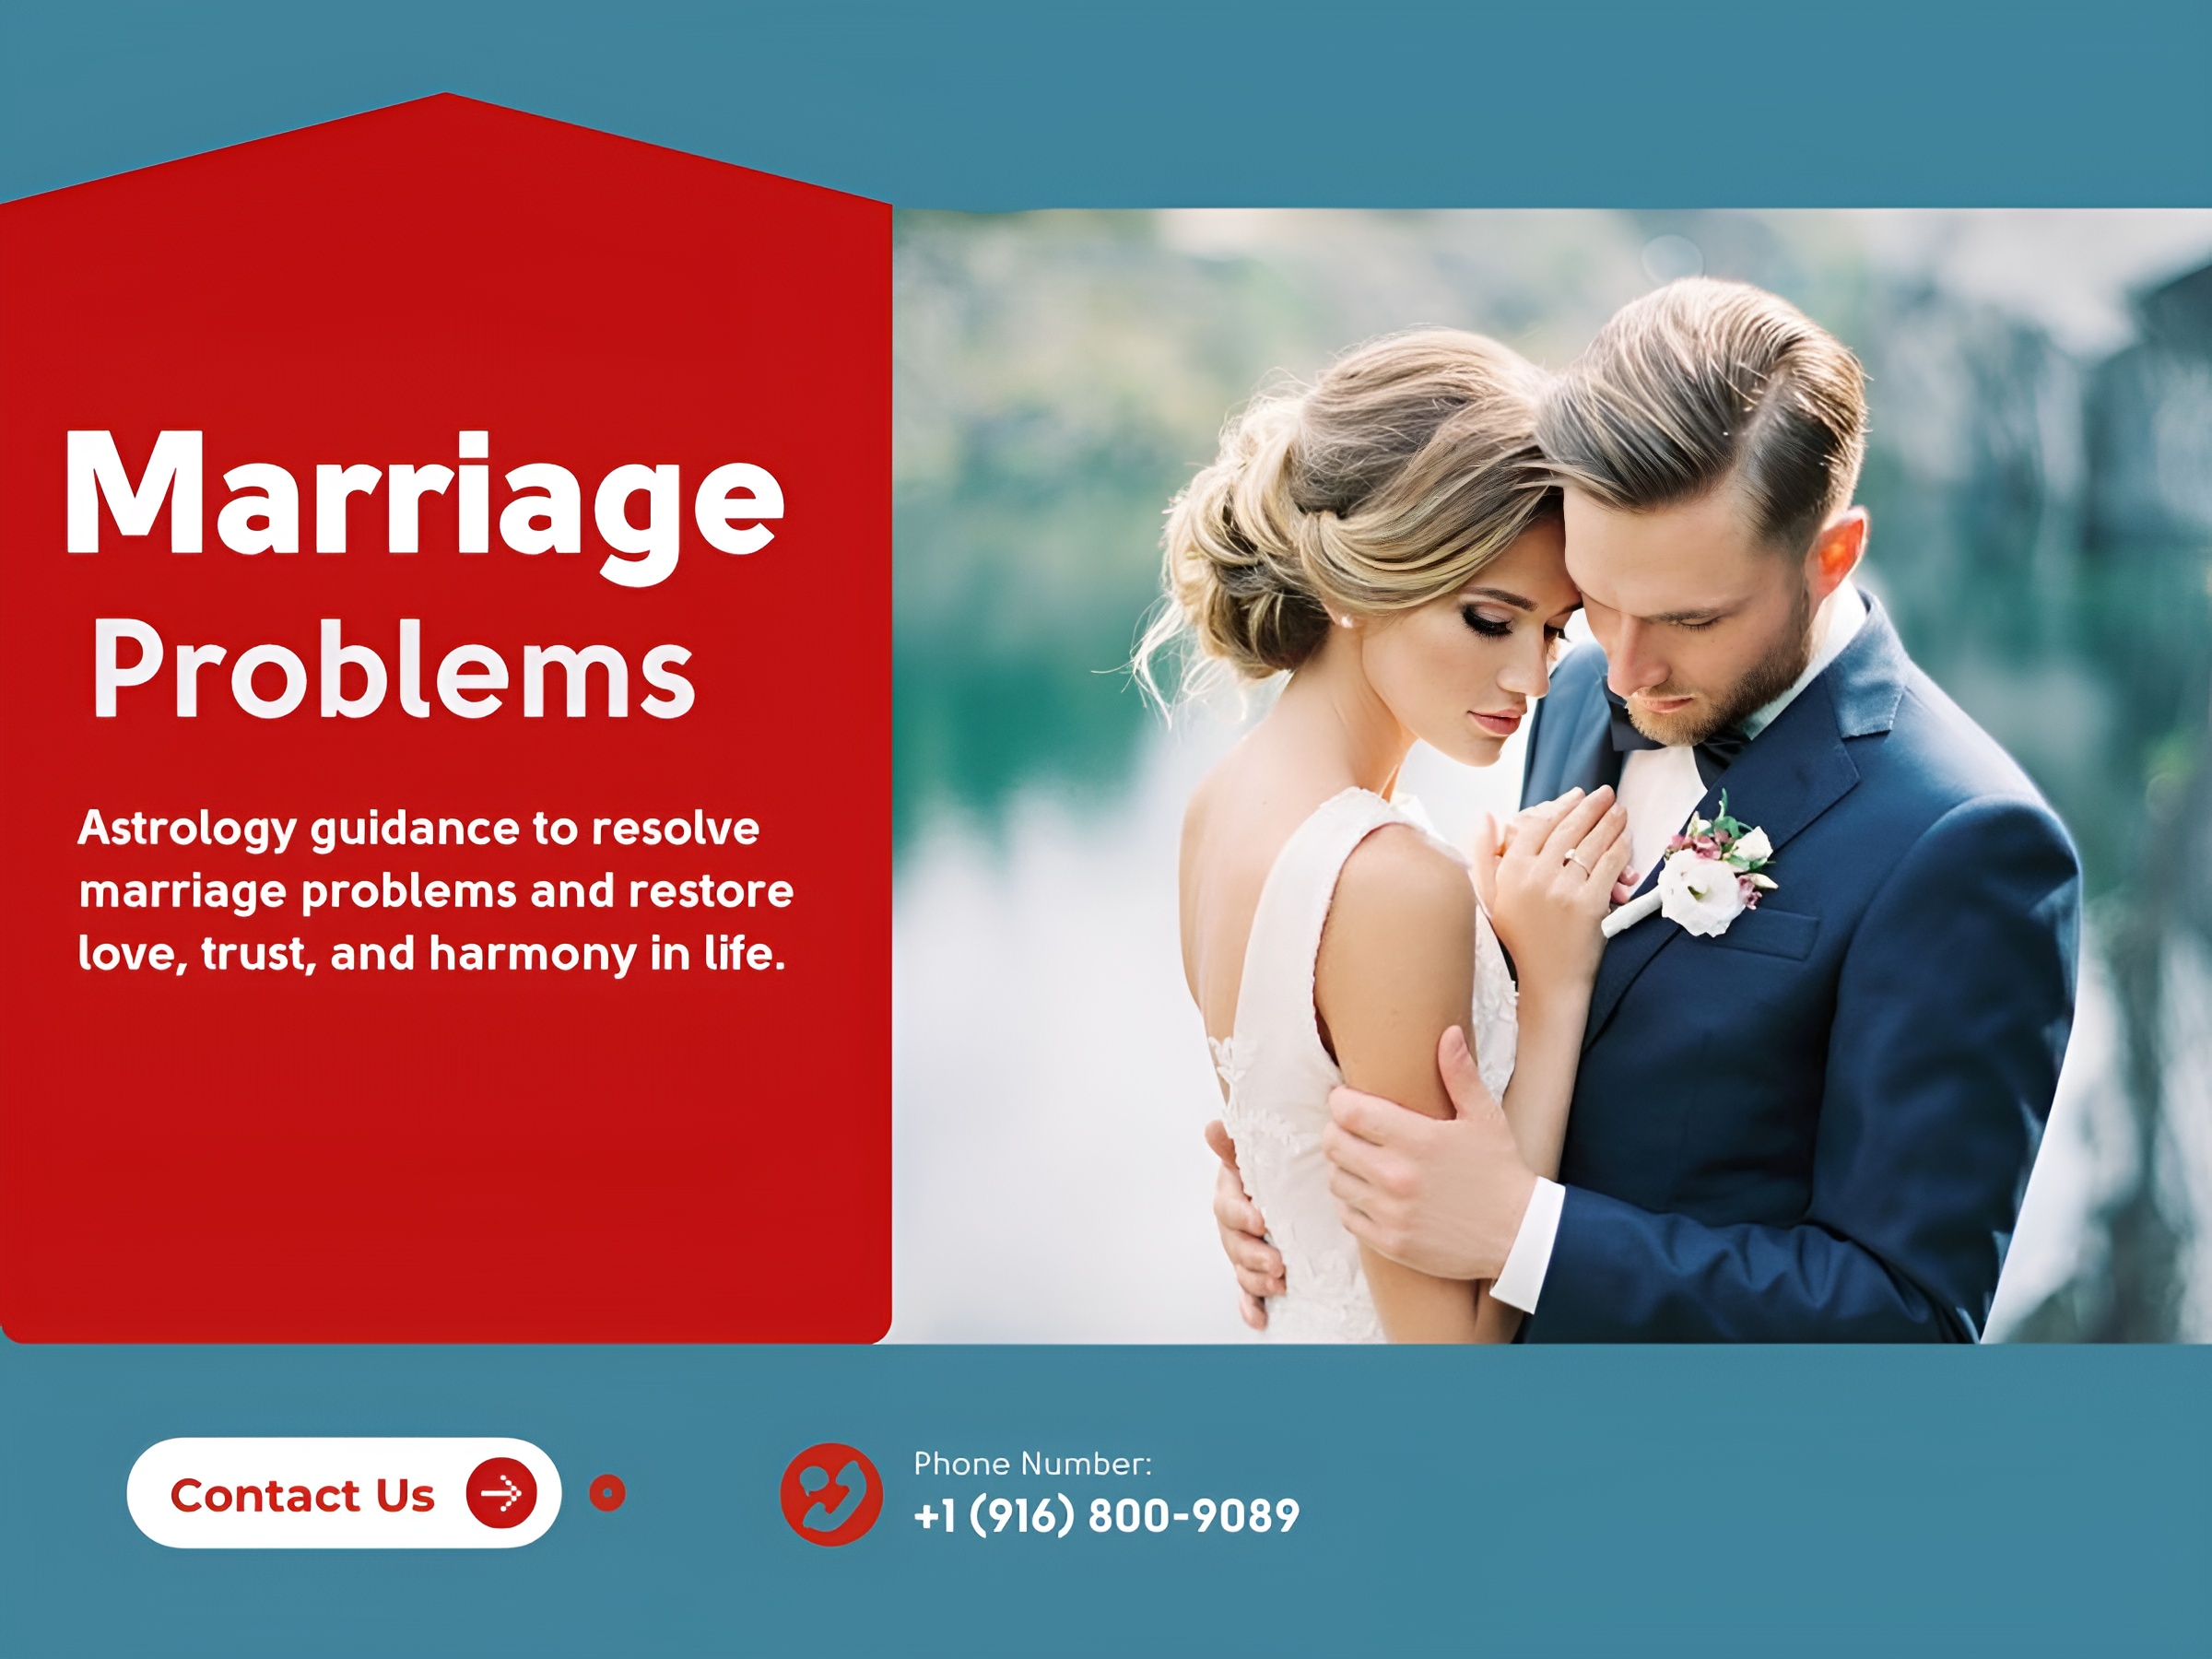 Marriage
Problems
Astrology guidance to resolve
marriage problems and restore
love, trust, and harmony in life.
Contact Us
Phone Number:
+1 (916) 800-9089